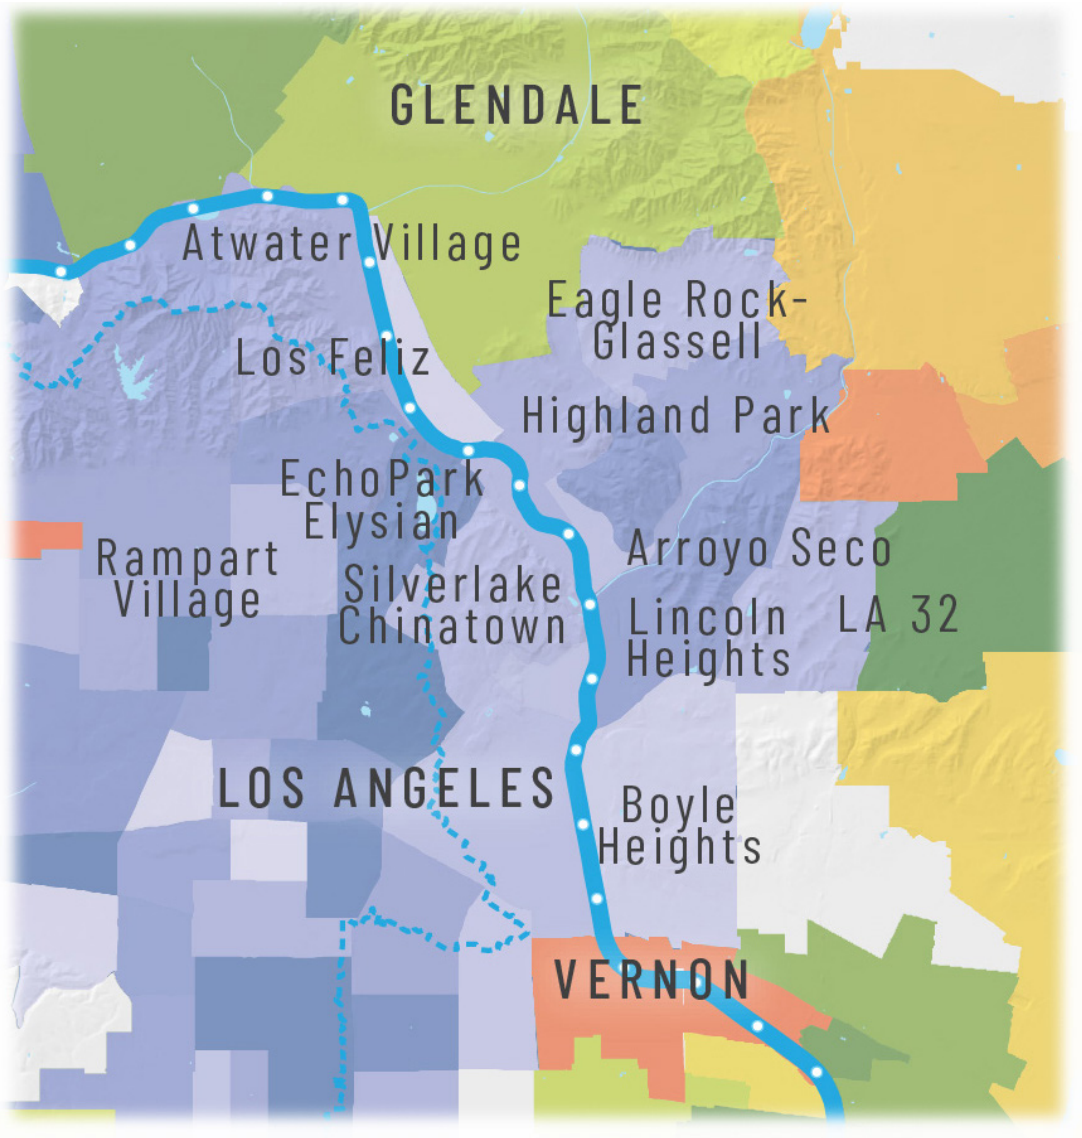 GLENDALE
Atwater Village
Eagle Rock-
Glassell
Los Feliz
Highland Park
EchoPark
Elysian
Rampart
Village
Arroyo Seco
Silverlake
Chinatown
Lincoln
Heights
LA 32
LOS ANGELES
Boyle
Heights
VERNON